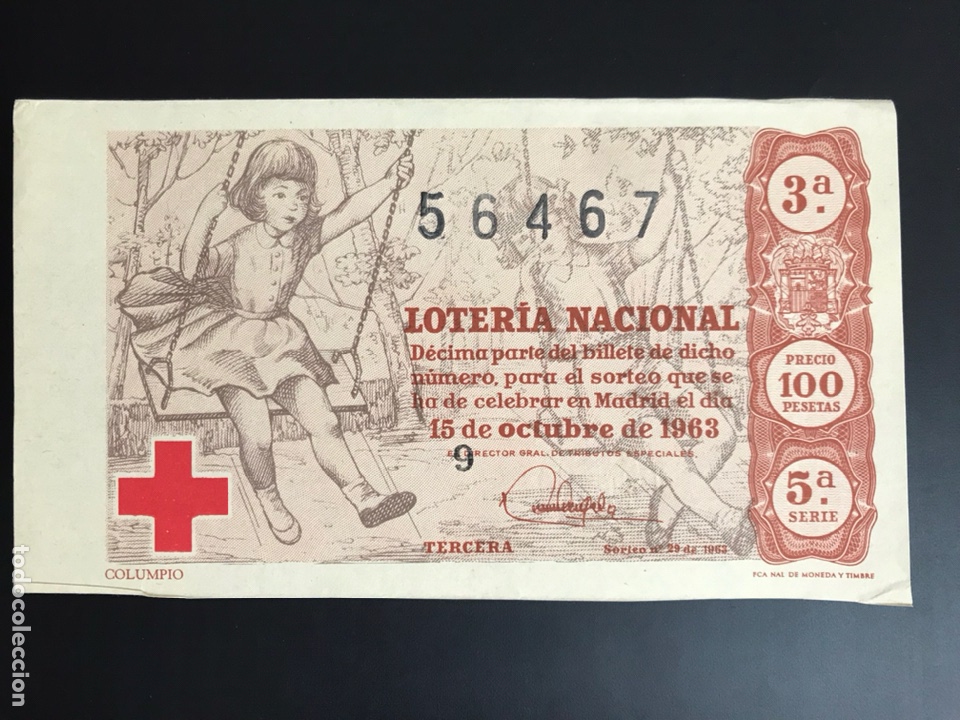 56467
LOTERÍA NACIONAL
Décima parte del billete de dicho
número, para el sorteo que se
ha de celebrar en Madrid el día
15 de octubre de 1963
9
EL DIRECTOR GRAL. DE TRIBUTOS ESPECIALES,
TERCERA
Sorteo nº 29 de 1963
COLUMPIO
3ª.
PRECIO
100
PESETAS
5ª.
SERIE
FCA NAL DE MONEDA Y TIMBRE
todocoleccion